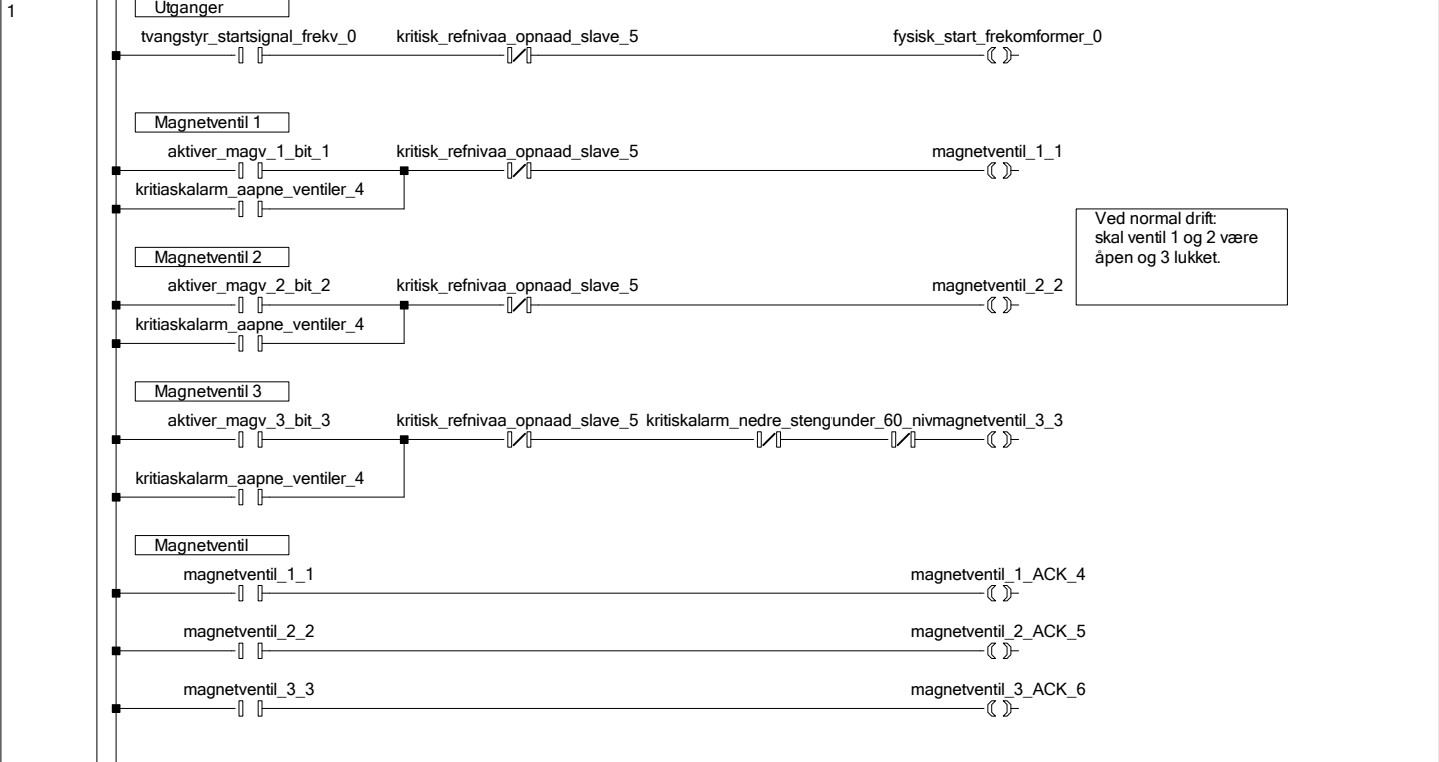 1
Utganger
tvangstyr_startsignal_frekv_0 kritisk_refnivaa_opnaad_slave_5 fysisk_start_frekomformer_0
Magnetventil 1
aktiver_magv_1_bit_1 kritisk_refnivaa_opnaad_slave_5 magnetventil_1_1
kritiaskalarm_aapne_ventiler_4
Ved normal drift:
skal ventil 1 og 2 være
åpen og 3 lukket.
Magnetventil 2
aktiver_magv_2_bit_2 kritisk_refnivaa_opnaad_slave_5 magnetventil_2_2
kritiaskalarm_aapne_ventiler_4
Magnetventil 3
aktiver_magv_3_bit_3 kritisk_refnivaa_opnaad_slave_5 kritiskalarm_nedre_stengunder_60_nivmagnetventil_3_3
kritiaskalarm_aapne_ventiler_4
Magnetventil
magnetventil_1_1 magnetventil_1_ACK_4
magnetventil_2_2 magnetventil_2_ACK_5
magnetventil_3_3 magnetventil_3_ACK_6